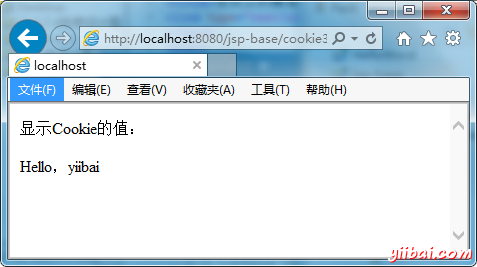 http://localhost:8080/jsp-base/cookie3
localhost
文件(F) 编辑(E) 查看(V) 收藏夹(A) 工具(T) 帮助(H)
显示Cookie的值：
Hello，yiibai
yiibai.com